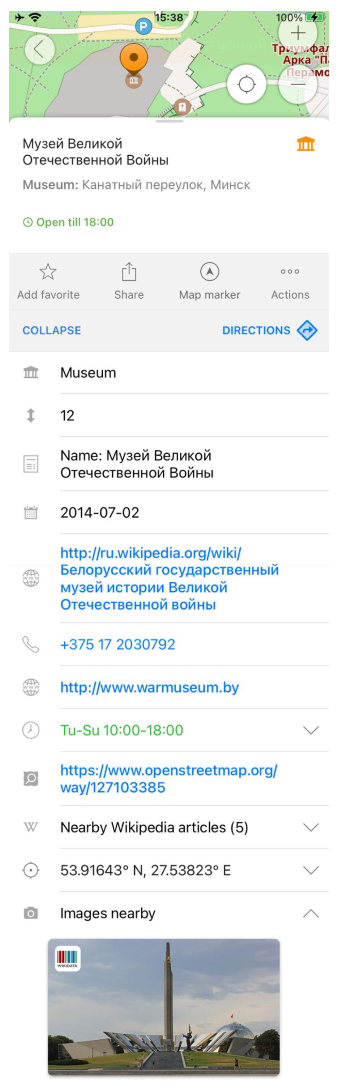 15:38
100%
P
Триумфал
Арка "П
Перамо
Музей Великой
Отечественной Войны
Museum: Канатный переулок, Минск
Open till 18:00
Add favorite
Share
Map marker
Actions
COLLAPSE
DIRECTIONS
Museum
12
Name: Музей Великой
Отечественной Войны
2014-07-02
http://ru.wikipedia.org/wiki/
Белорусский государственный
музей истории Великой
Отечественной войны
+375 17 2030792
http://www.warmuseum.by
Tu-Su 10:00-18:00
https://www.openstreetmap.org/
way/127103385
W
Nearby Wikipedia articles (5)
53.91643° N, 27.53823° E
Images nearby
WIKIDATA